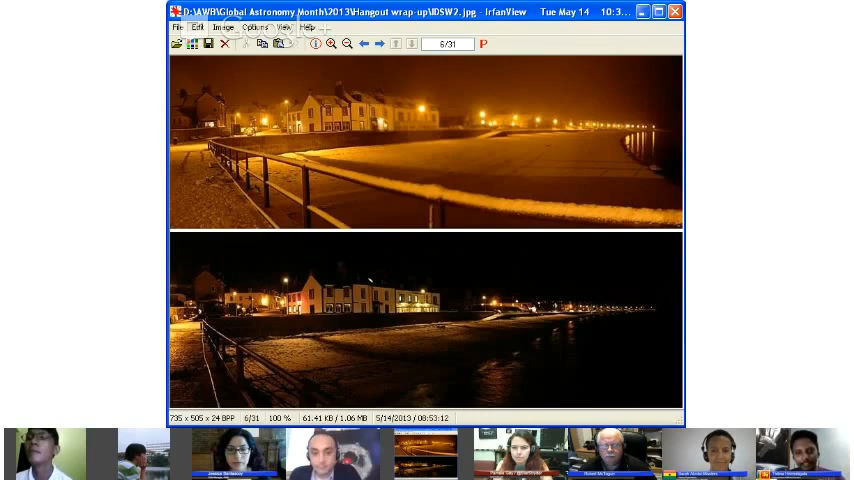 D:\AWB\Global Astronomy Month\2013\Hangout wrap-up\IDSW2.jpg - IrfanView Tue May 14 10:3...
File Edit Image Options View Help
Google+
6/31
735 x 505 x 24 BPP 6/31 100 % 61.41 KB / 1.06 MB 5/14/2013 / 08:53:12